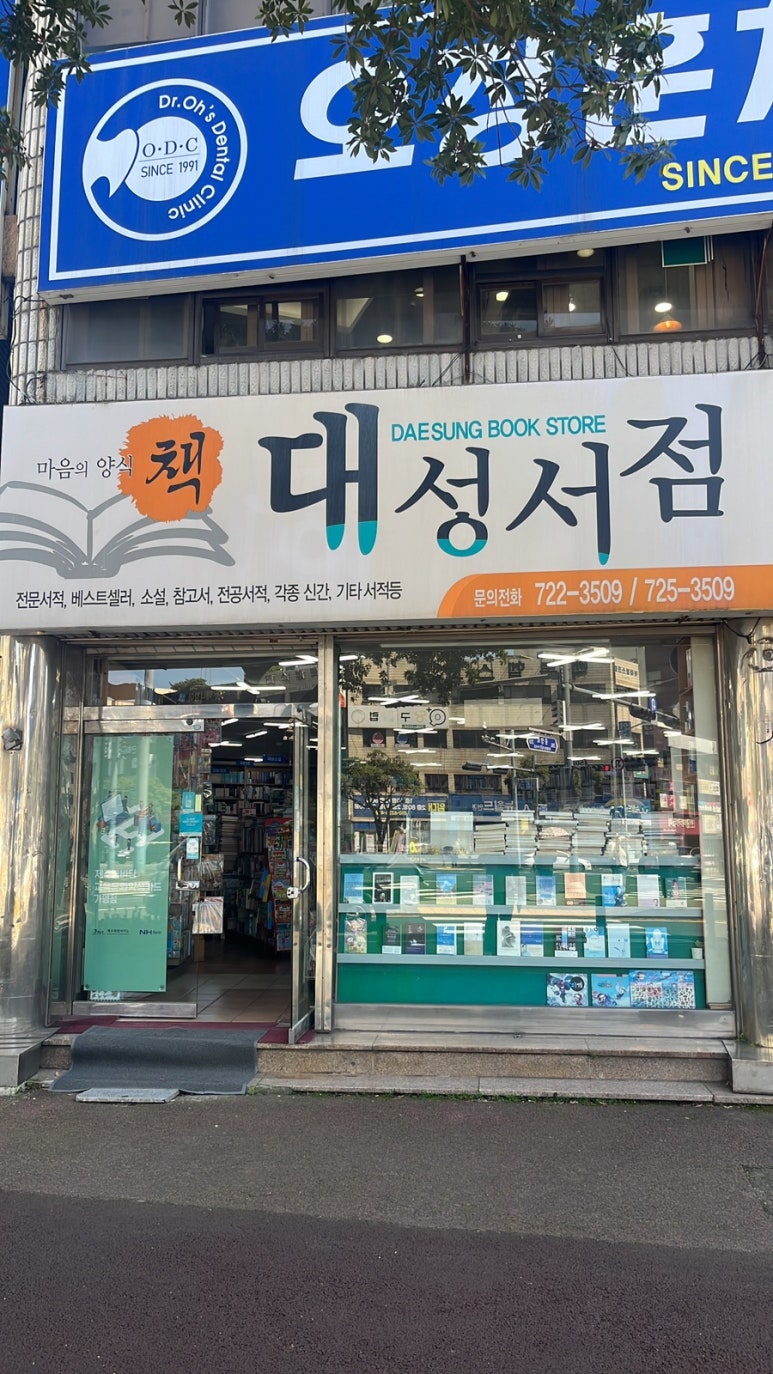 Dr.Oh's Dental Clinic
O·D·C
SINCE 1991
SINCE
마음의 양식 책
DAESUNG BOOK STORE
대성서점
전문서적, 베스트셀러, 소설, 참고서, 전공서적, 각종 신간, 기타 서적등
문의전화 722-3509 / 725-3509
NH